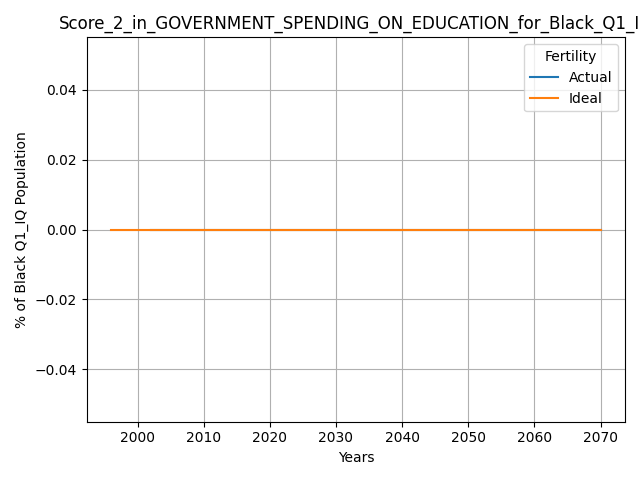 Score_2_in_GOVERNMENT_SPENDING_ON_EDUCATION_for_Black_Q1_I
Fertility
Actual
Ideal
% of Black Q1_IQ Population
0.04
0.02
0.00
−0.02
−0.04
2000 2010 2020 2030 2040 2050 2060 2070
Years